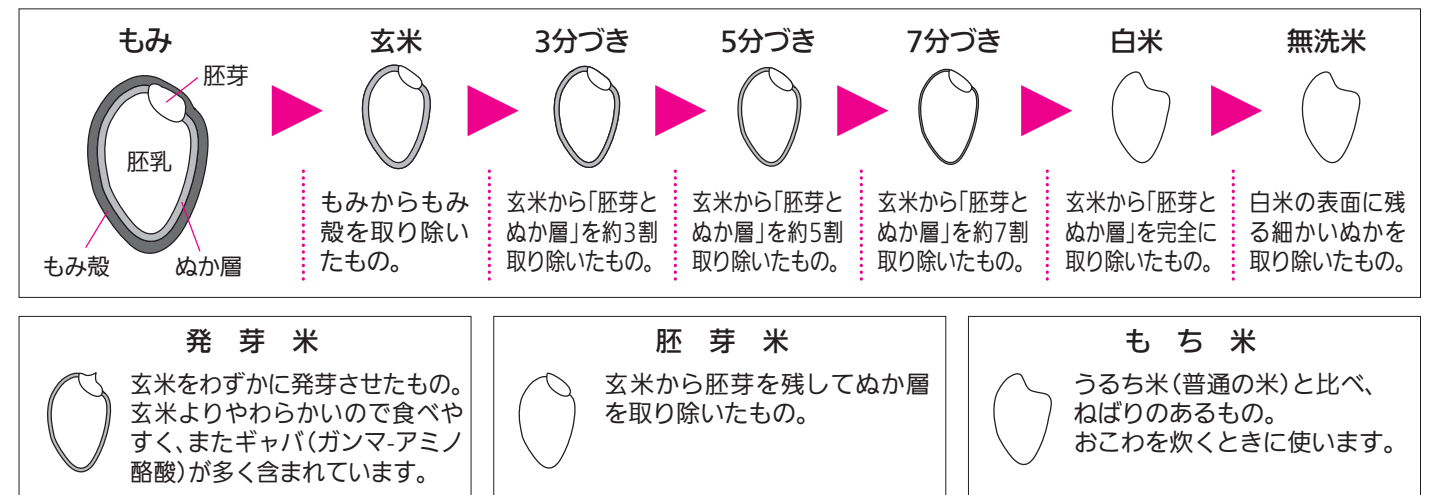 もみ
胚芽
胚乳
もみ殻
ぬか層
玄米
もみからもみ
殻を取り除い
たもの。
3分づき
玄米から「胚芽と
ぬか層」を約3割
取り除いたもの。
5分づき
玄米から「胚芽と
ぬか層」を約5割
取り除いたもの。
7分づき
玄米から「胚芽と
ぬか層」を約7割
取り除いたもの。
白米
玄米から「胚芽と
ぬか層」を完全に
取り除いたもの。
無洗米
白米の表面に残
る細かいぬかを
取り除いたもの。
発芽米
玄米をわずかに発芽させたもの。
玄米よりやわらかいので食べや
すく、またギャバ(ガンマ-アミノ
酪酸)が多く含まれています。
胚芽米
玄米から胚芽を残してぬか層
を取り除いたもの。
もち米
うるち米(普通の米)と比べ、
ねばりのあるもの。
おこわを炊くときに使います。